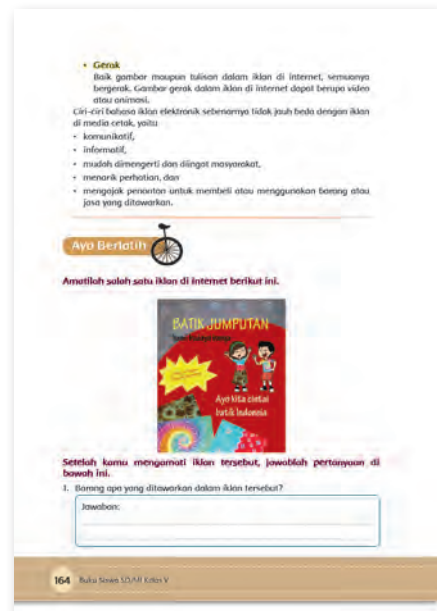 • Gerak
Baik gambar maupun tulisan dalam iklan di internet, semuanya
bergerak. Gambar gerak dalam iklan di internet dapat berupa video
atau animasi.
Ciri-ciri bahasa iklan elektronik sebenarnya tidak jauh beda dengan iklan
di media cetak, yaitu
• komunikatif,
• informatif,
• mudah dimengerti dan diingat masyarakat,
• menarik perhatian, dan
• mengajak penonton untuk membeli atau menggunakan barang atau
jasa yang ditawarkan.
Ayo Berlatih
Amatilah salah satu iklan di internet berikut ini.
BATIK JUMPUTAN
Ayo kita cintai
batik Indonesia
Setelah kamu mengamati iklan tersebut, jawablah pertanyaan di
bawah ini.
1. Barang apa yang ditawarkan dalam iklan tersebut?
Jawaban:
164 Buku Siswa SD/MI Kelas V